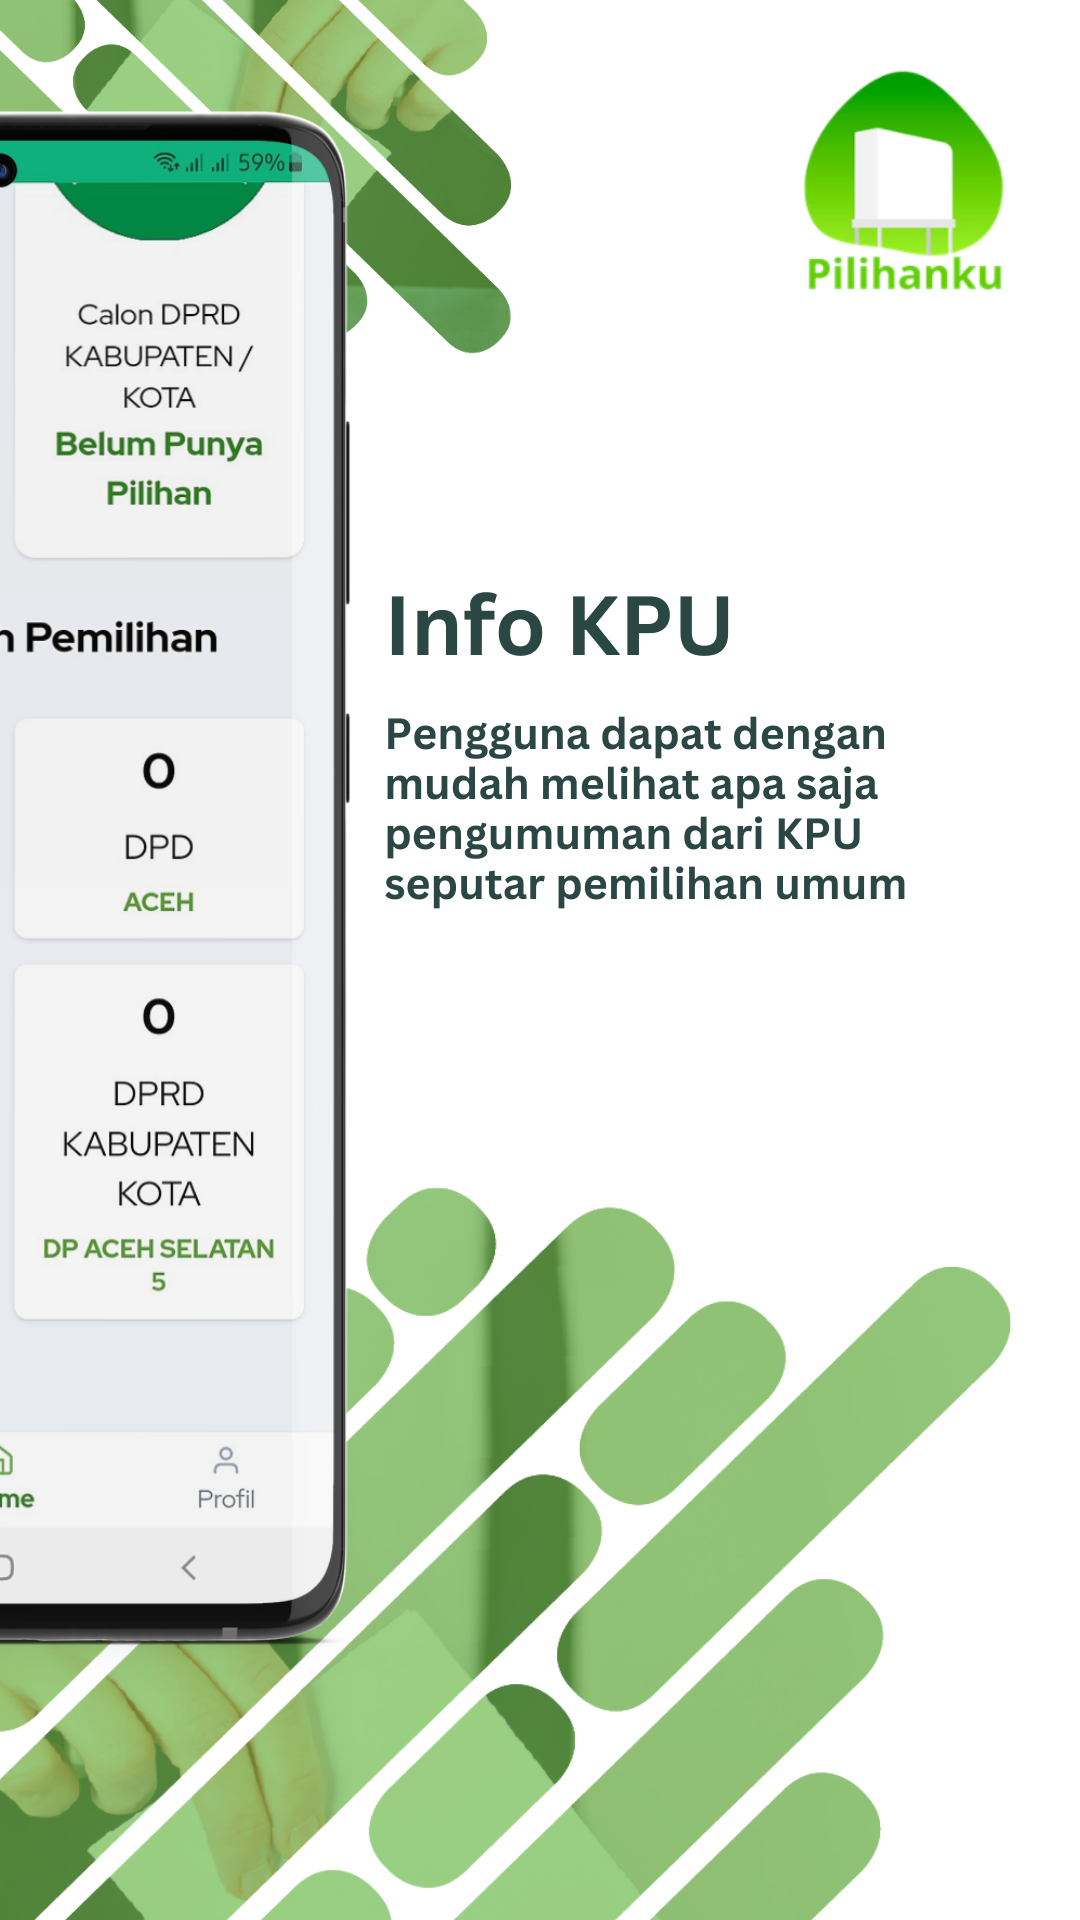 59%
Calon DPRD
KABUPATEN /
KOTA
Belum Punya
Pilihan
Pemilihan
0
DPD
ACEH
0
DPRD
KABUPATEN
KOTA
DP ACEH SELATAN
5
me
Profil
Pilihanku
Info KPU
Pengguna dapat dengan
mudah melihat apa saja
pengumuman dari KPU
seputar pemilihan umum